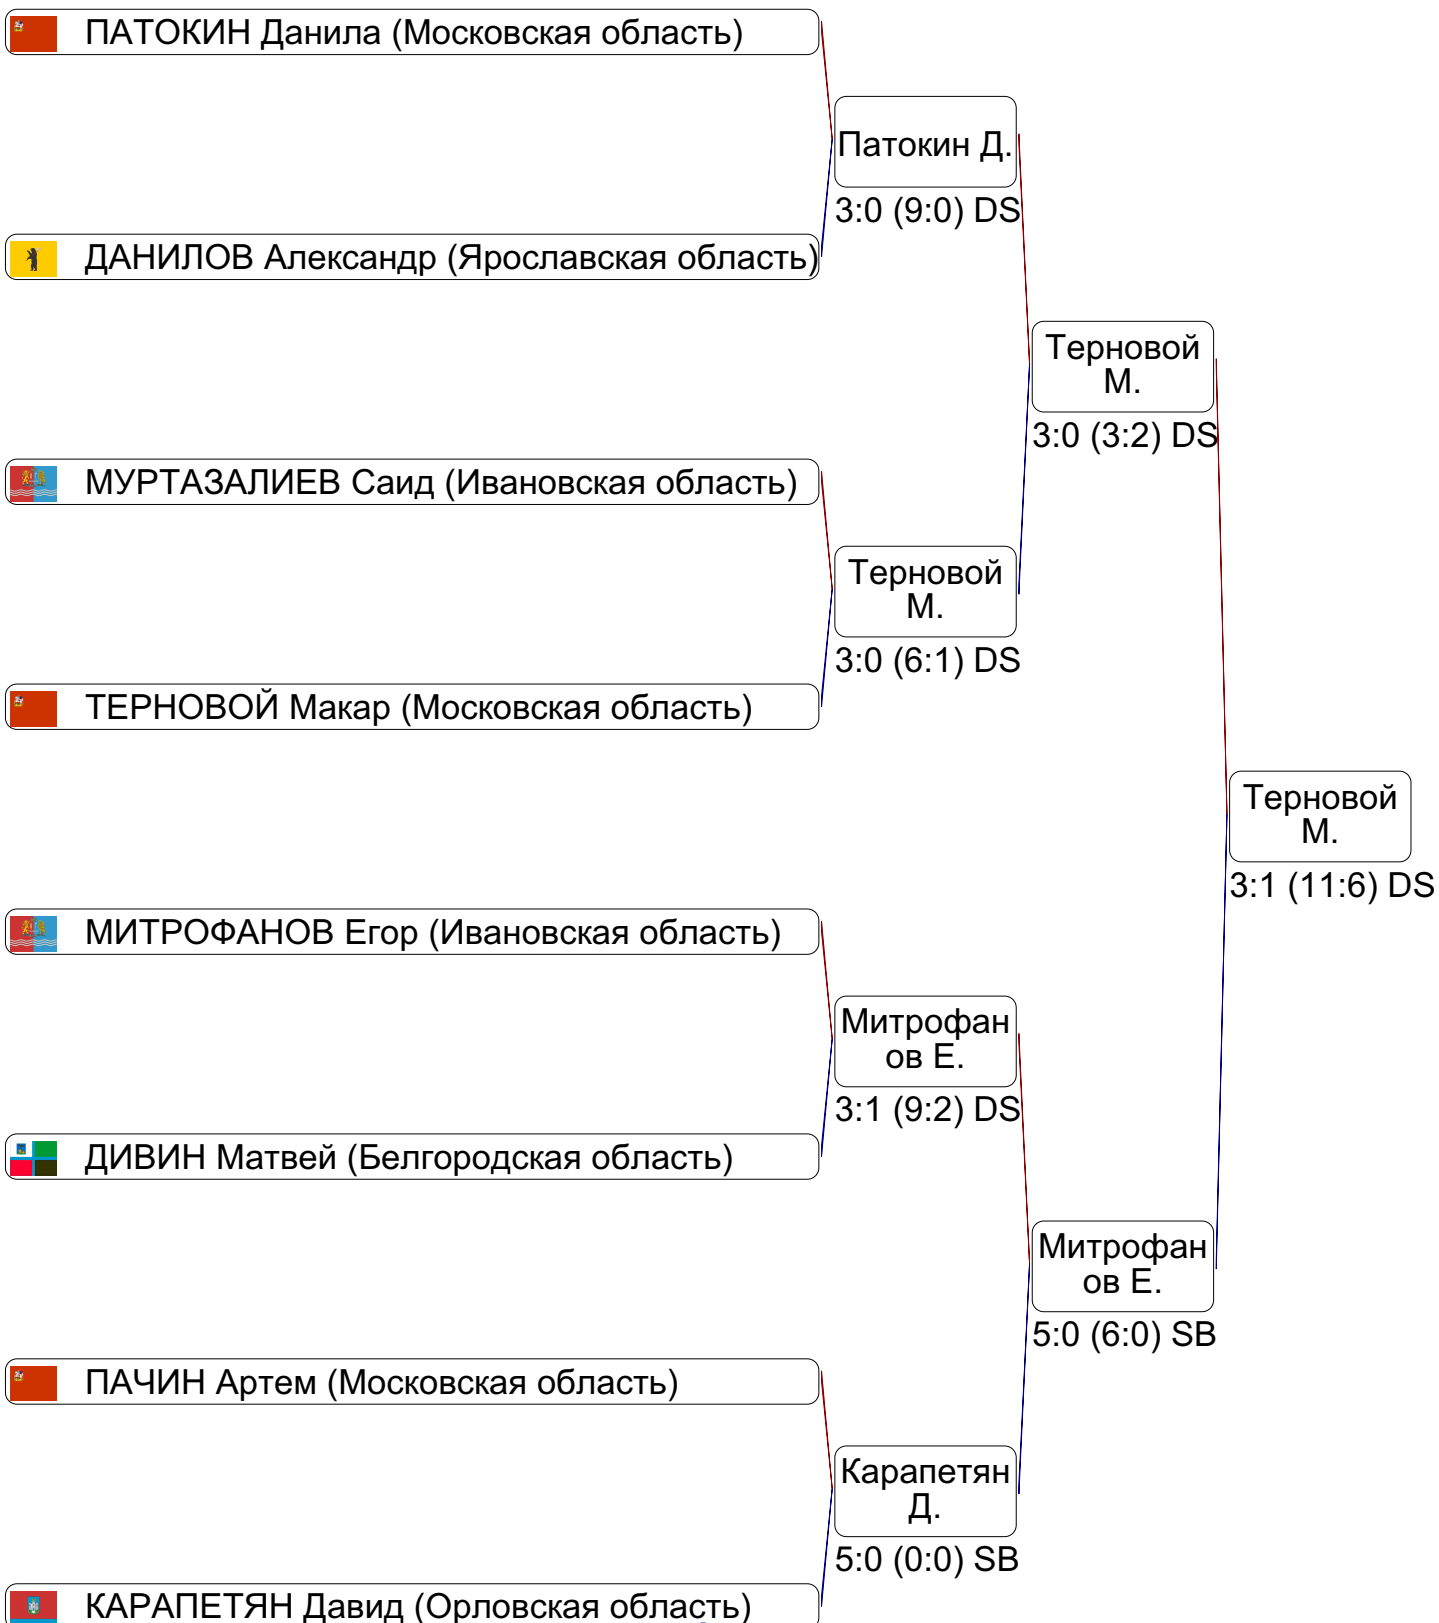 ПАТОКИН Данила (Московская область)
Патокин Д.
3:0 (9:0) DS
ДАНИЛОВ Александр (Ярославская область)
Терновой
М.
3:0 (3:2) DS
МУРТАЗАЛИЕВ Саид (Ивановская область)
Терновой
М.
3:0 (6:1) DS
ТЕРНОВОЙ Макар (Московская область)
Терновой
М.
3:1 (11:6) DS
МИТРОФАНОВ Егор (Ивановская область)
Митрофан
ов Е.
3:1 (9:2) DS
ДИВИН Матвей (Белгородская область)
Митрофан
ов Е.
5:0 (6:0) SB
ПАЧИН Артем (Московская область)
Карапетян
Д.
5:0 (0:0) SB
КАРАПЕТЯН Давид (Орловская область)